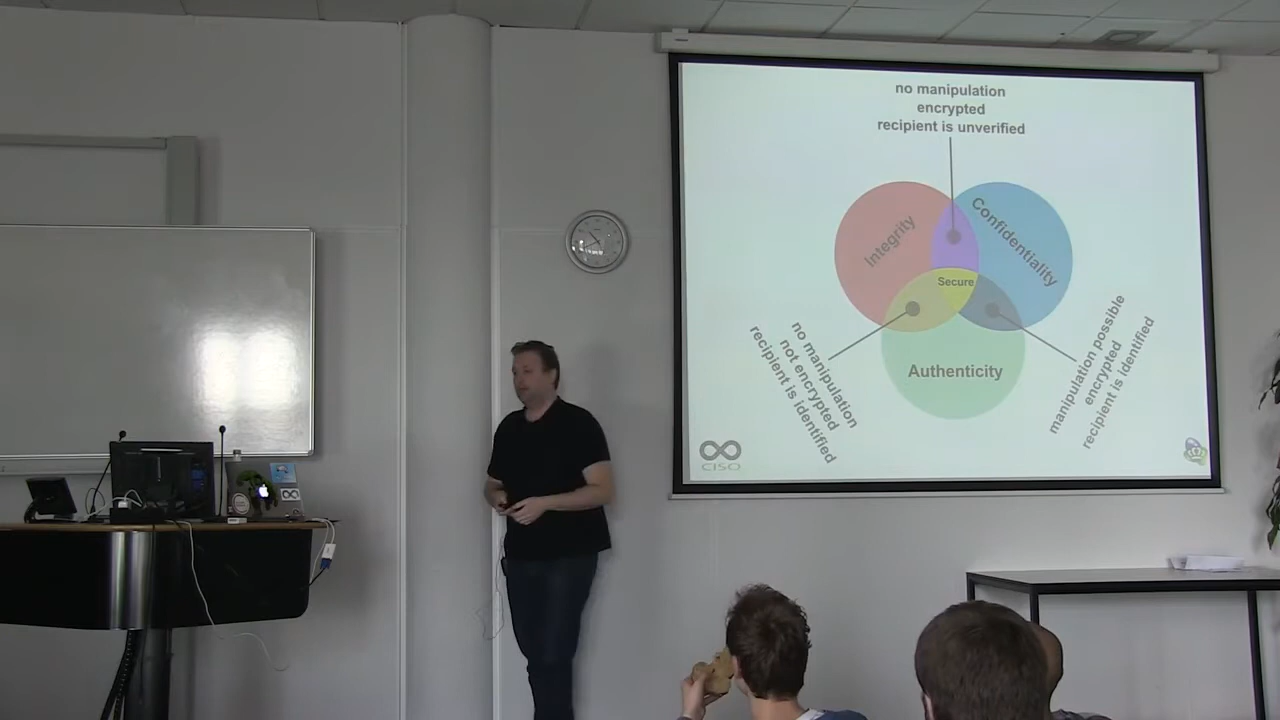 no manipulation
encrypted
recipient is unverified
Integrity
Confidentiality
Secure
Authenticity
no manipulation
not encrypted
recipient is identified
manipulation possible
encrypted
recipient is identified
CISO